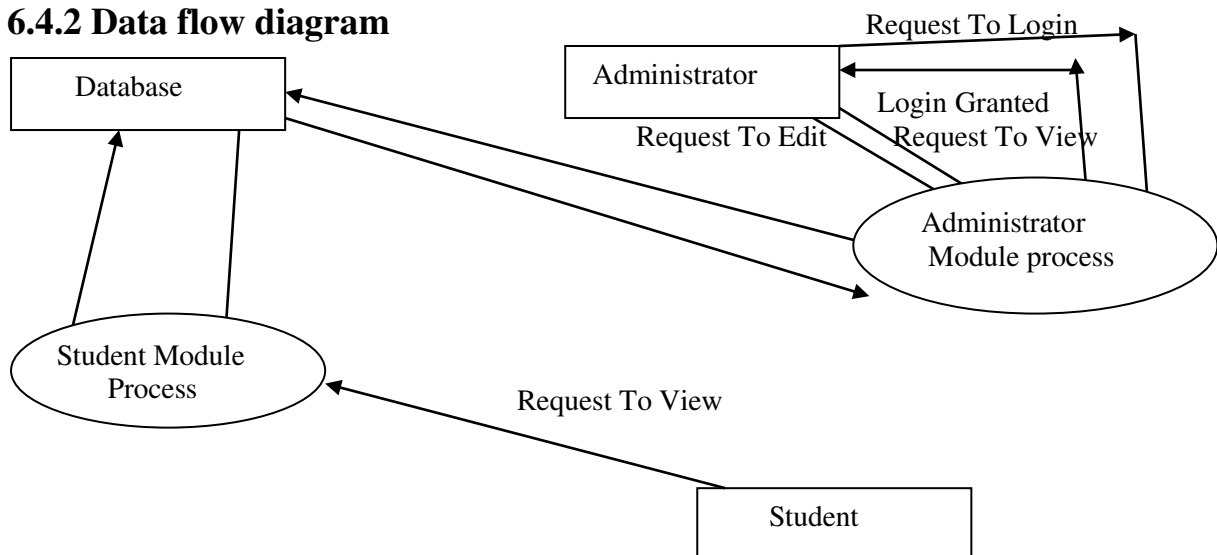 6.4.2 Data flow diagram
Request To Login
Database
Administrator
Login Granted
Request To Edit
Request To View
Administrator
Module process
Student Module
Process
Request To View
Student